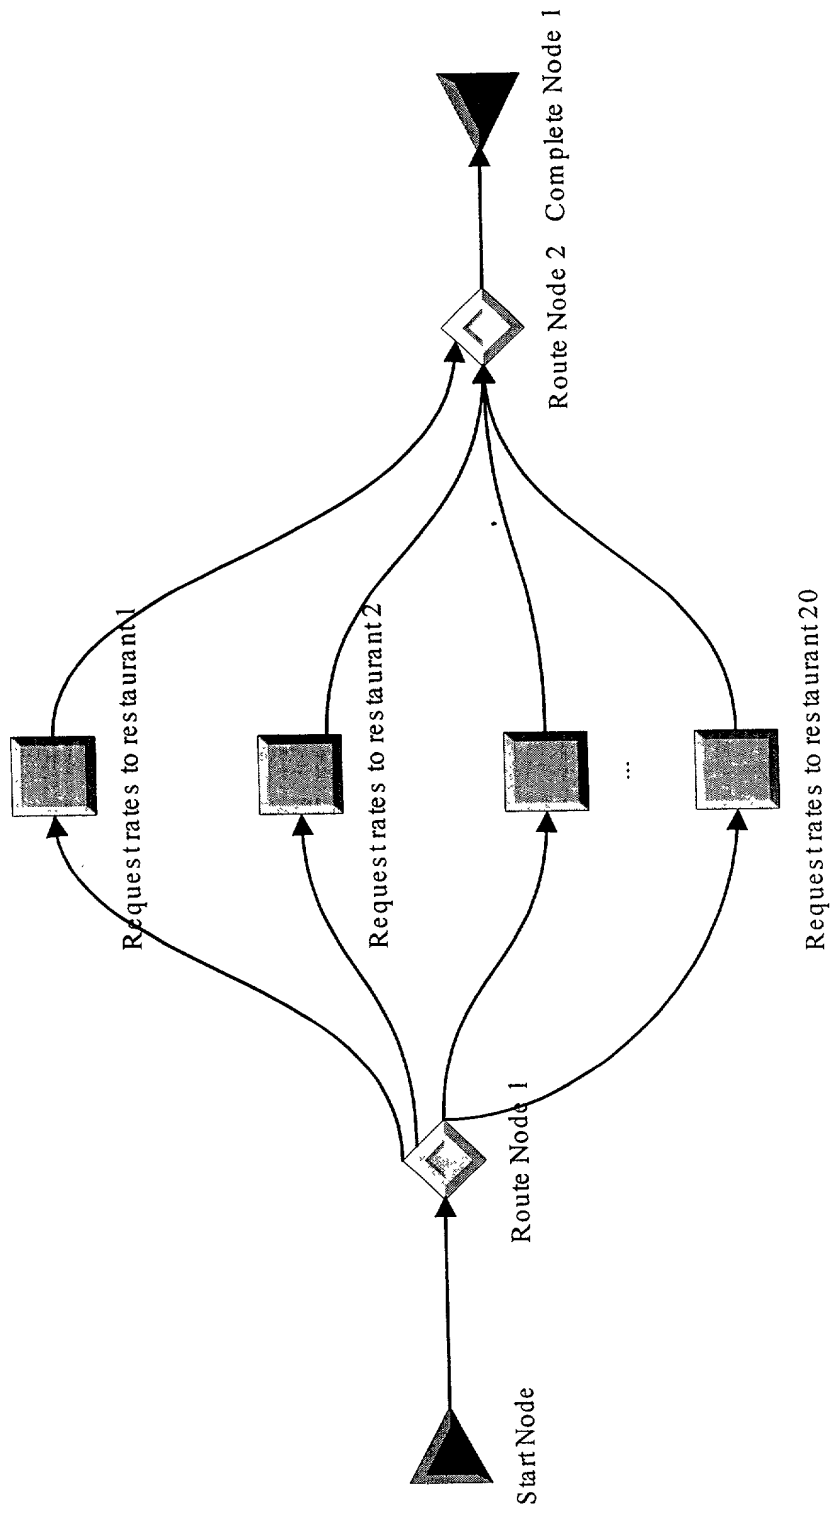 Start Node
Route Node 1
Request rates to restaurant 1
Request rates to restaurant 2
...
Request rates to restaurant 20
Route Node 2
Complete Node 1